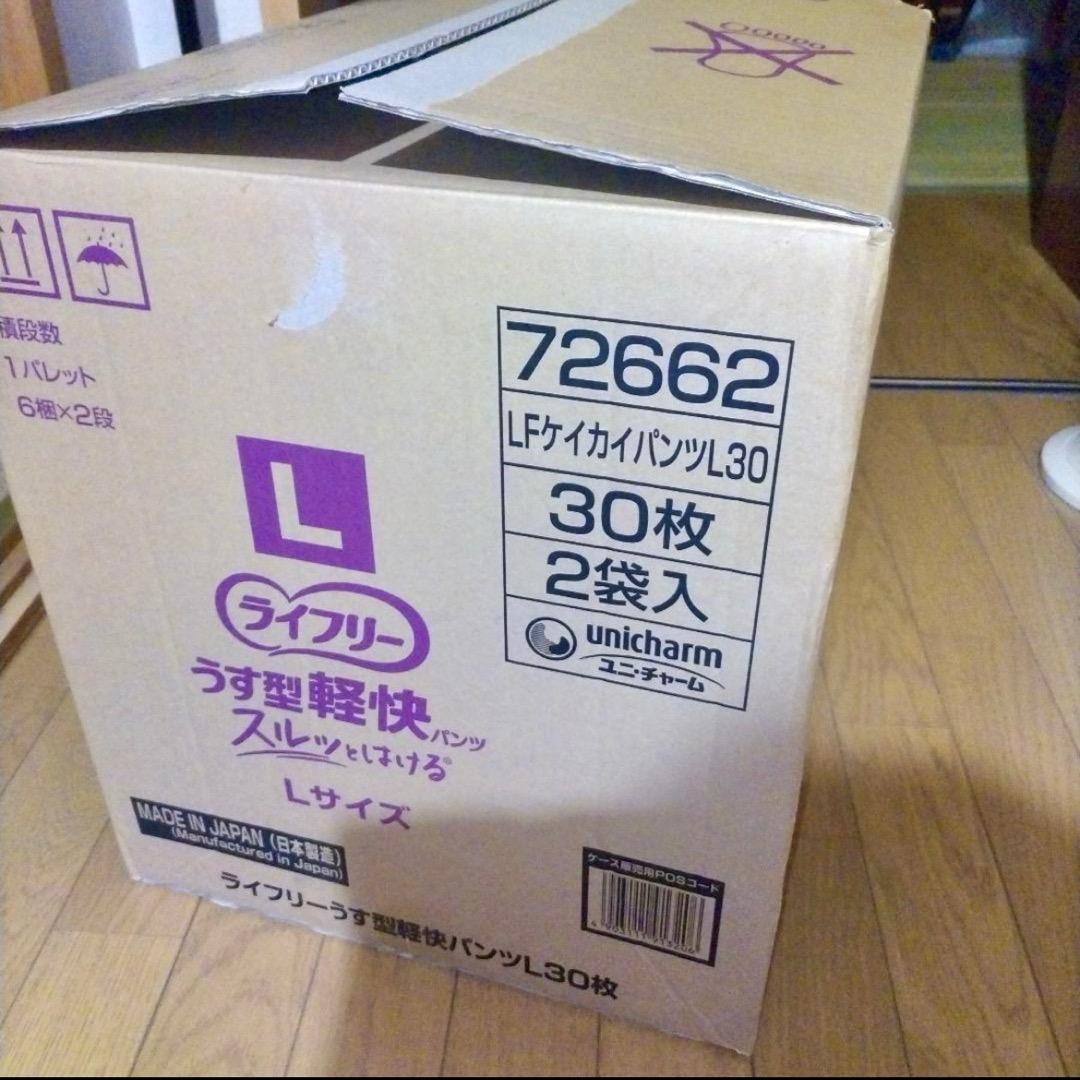 積段数
1パレット
6梱×2段
72662
LFケイカイパンツL30
30枚
2袋入
unicharm
ユニ・チャーム
L
ライフリー
うす型軽快パンツ
スルッとはける
Lサイズ
MADE IN JAPAN (日本製造)
(Manufactured in Japan)
ケース販売用POSコード
ライフリーうす型軽快パンツL30枚